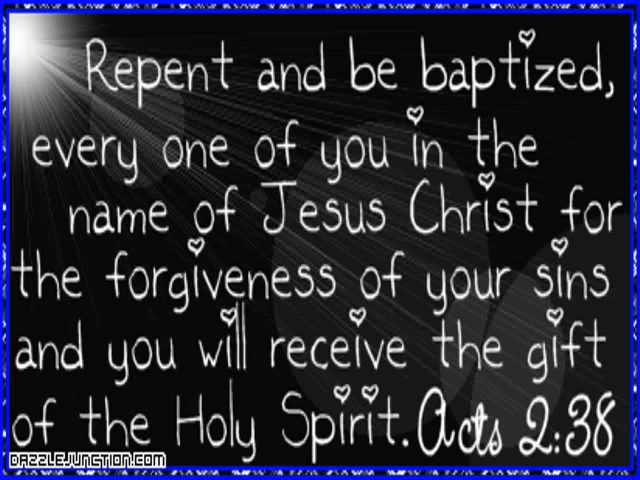 Repent and be baptized,
every one of you in the
name of Jesus Christ for
the forgiveness of your sins
and you will receive the gift
of the Holy Spirit. Acts 2:38
DAZZLEJUNCTION.COM